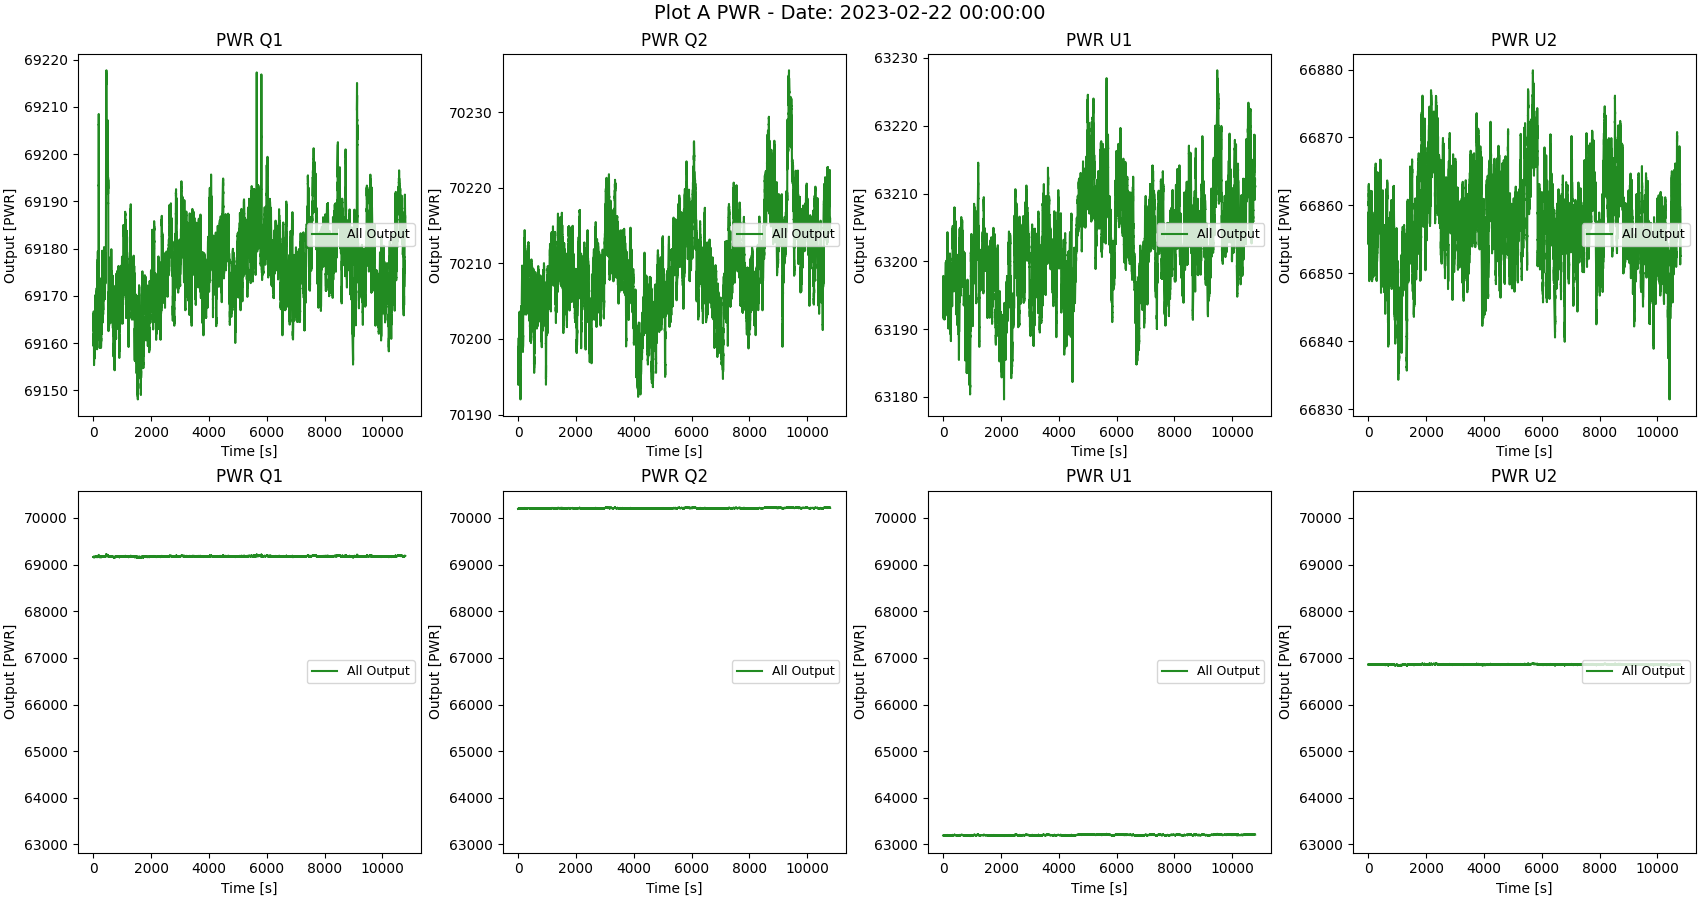 Plot A PWR - Date: 2023-02-22 00:00:00
PWR Q1
Output [PWR]
69220
69210
69200
69190
69180
69170
69160
69150
All Output
0 2000 4000 6000 8000 10000
Time [s]
PWR Q2
Output [PWR]
70230
70220
70210
70200
70190
All Output
0 2000 4000 6000 8000 10000
Time [s]
PWR U1
Output [PWR]
63230
63220
63210
63200
63190
63180
All Output
0 2000 4000 6000 8000 10000
Time [s]
PWR U2
Output [PWR]
66880
66870
66860
66850
66840
66830
All Output
0 2000 4000 6000 8000 10000
Time [s]
PWR Q1
Output [PWR]
70000
69000
68000
67000
66000
65000
64000
63000
All Output
0 2000 4000 6000 8000 10000
Time [s]
PWR Q2
Output [PWR]
70000
69000
68000
67000
66000
65000
64000
63000
All Output
0 2000 4000 6000 8000 10000
Time [s]
PWR U1
Output [PWR]
70000
69000
68000
67000
66000
65000
64000
63000
All Output
0 2000 4000 6000 8000 10000
Time [s]
PWR U2
Output [PWR]
70000
69000
68000
67000
66000
65000
64000
63000
All Output
0 2000 4000 6000 8000 10000
Time [s]